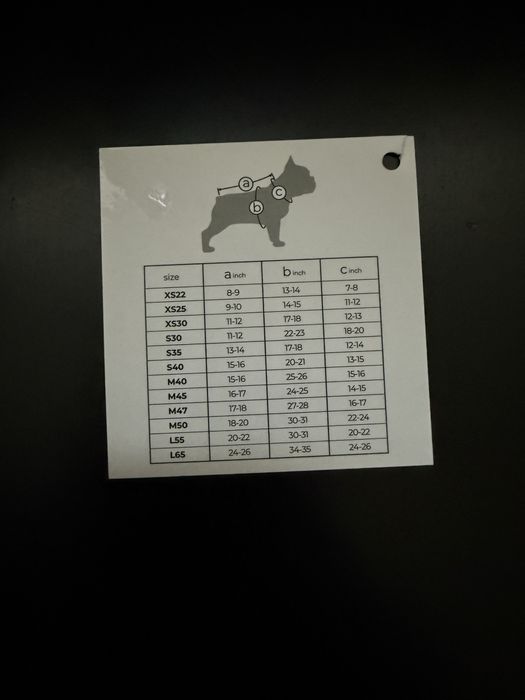 a
c
b
size a inch b inch c inch
XS22 8-9 13-14 7-8
XS25 9-10 14-15 11-12
XS30 11-12 17-18 12-13
S30 11-12 22-23 18-20
S35 13-14 17-18 12-14
S40 15-16 20-21 13-15
M40 15-16 25-26 15-16
M45 16-17 24-25 14-15
M47 17-18 27-28 16-17
M50 18-20 30-31 22-24
L55 20-22 30-31 20-22
L65 24-26 34-35 24-26